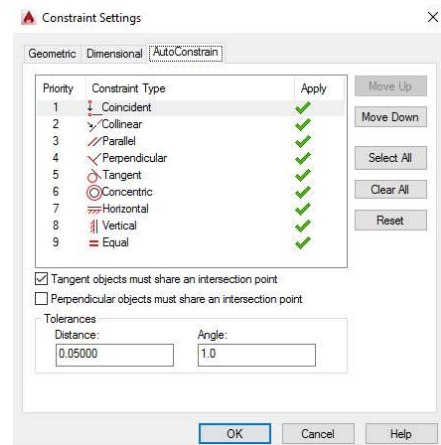 Constraint Settings
Geometric Dimensional AutoConstrain
Priority Constraint Type Apply
1 Coincident
2 Collinear
3 Parallel
4 Perpendicular
5 Tangent
6 Concentric
7 Horizontal
8 Vertical
9 Equal
Move Up
Move Down
Select All
Clear All
Reset
Tangent objects must share an intersection point
Perpendicular objects must share an intersection point
Tolerances
Distance: Angle:
0.05000 1.0
OK Cancel Help